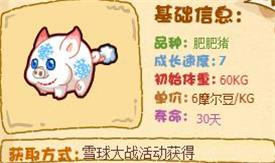 基础信息:
品种: 肥肥猪
成长速度: 7
初始体重: 60KG
单价: 6摩尔豆/KG
寿命: 30天
获取方式: 雪球大战活动获得